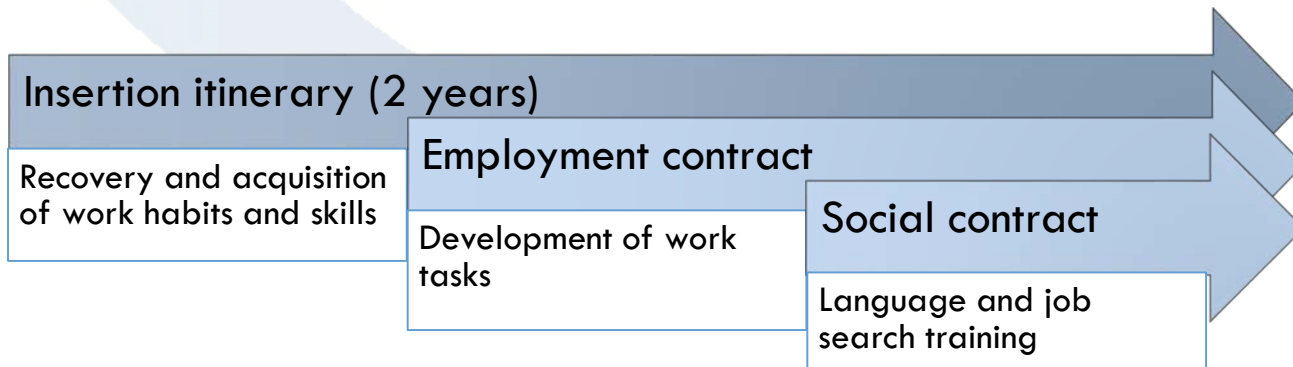 Insertion itinerary (2 years)
Recovery and acquisition
of work habits and skills
Employment contract
Development of work
tasks
Social contract
Language and job
search training